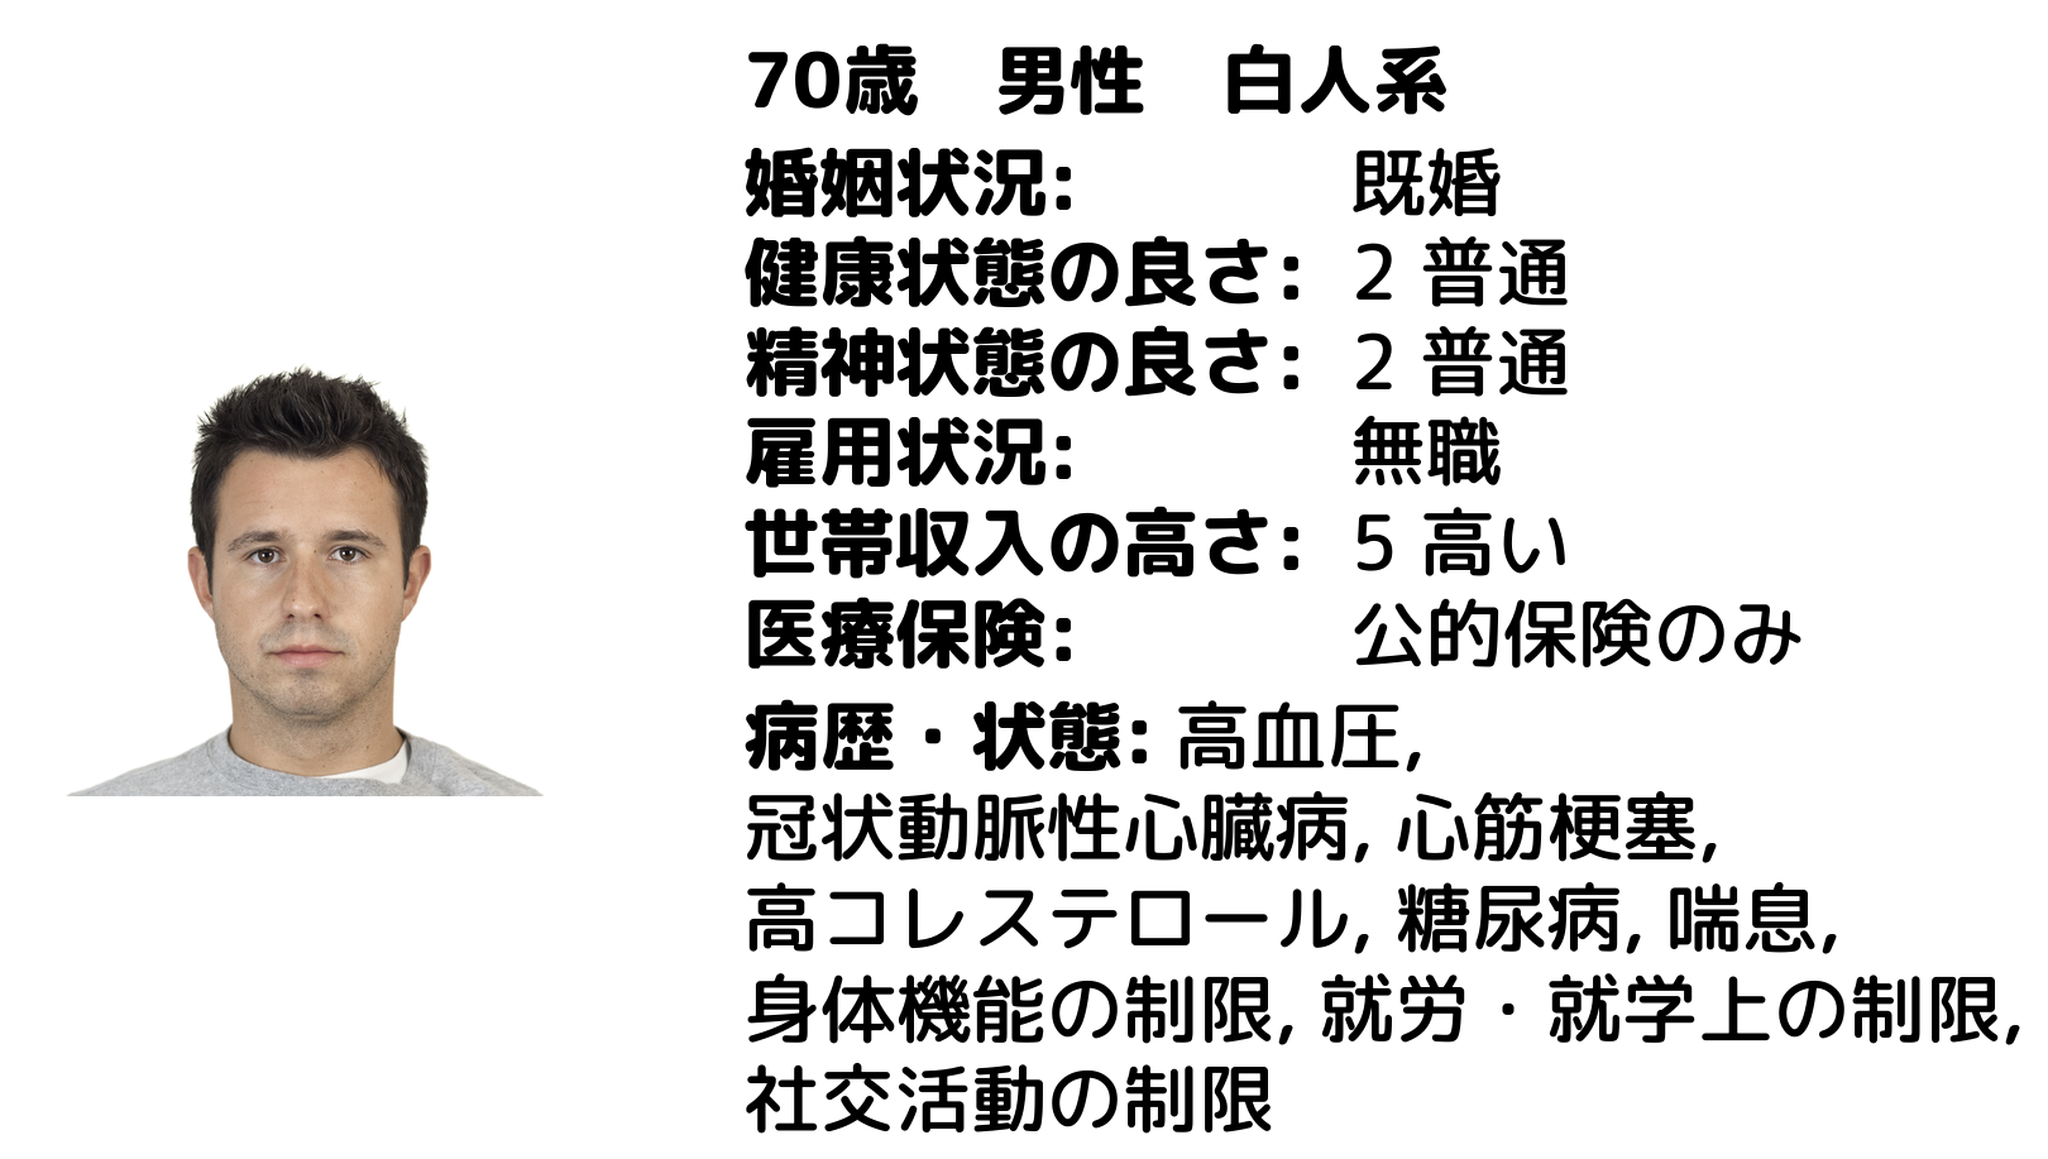 70歳　男性　白人系
婚姻状況: 既婚
健康状態の良さ: 2 普通
精神状態の良さ: 2 普通
雇用状況: 無職
世帯収入の高さ: 5 高い
医療保険: 公的保険のみ
病歴・状態: 高血圧,
冠状動脈性心臓病, 心筋梗塞,
高コレステロール, 糖尿病, 喘息,
身体機能の制限, 就労・就学上の制限,
社交活動の制限